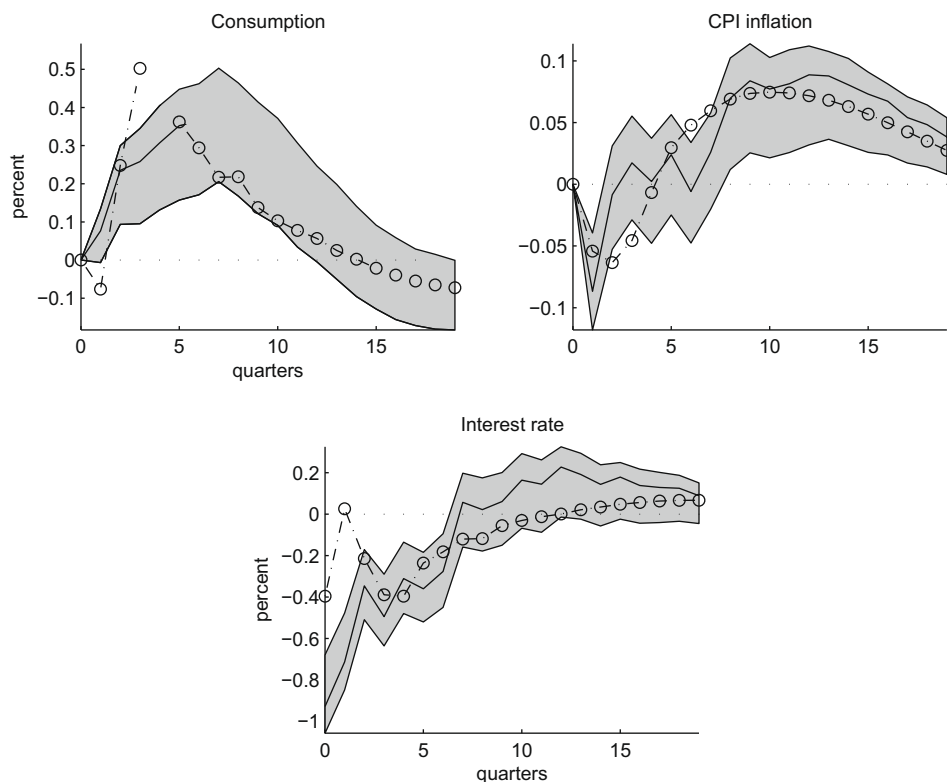 Consumption
0.5
0.4
0.3
0.2
0.1
0
−0.1
percent
0 5 10 15
quarters
CPI inflation
0.1
0.05
0
−0.05
−0.1
0 5 10 15
Interest rate
0.2
0
−0.2
−0.4
−0.6
−0.8
−1
percent
0 5 10 15
quarters